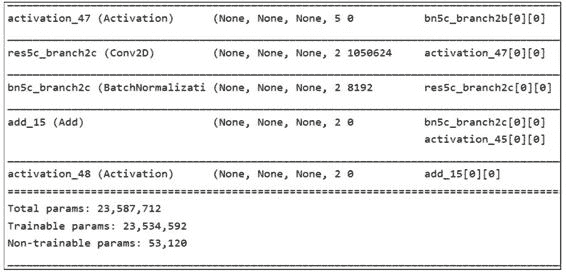 activation_47 (Activation) (None, None, None, 5 0 bn5c_branch2b[0][0]
res5c_branch2c (Conv2D) (None, None, None, 2 1050624 activation_47[0][0]
bn5c_branch2c (BatchNormalizati (None, None, None, 2 8192 res5c_branch2c[0][0]
add_15 (Add) (None, None, None, 2 0 bn5c_branch2c[0][0]
activation_45[0][0]
activation_48 (Activation) (None, None, None, 2 0 add_15[0][0]
Total params: 23,587,712
Trainable params: 23,534,592
Non-trainable params: 53,120